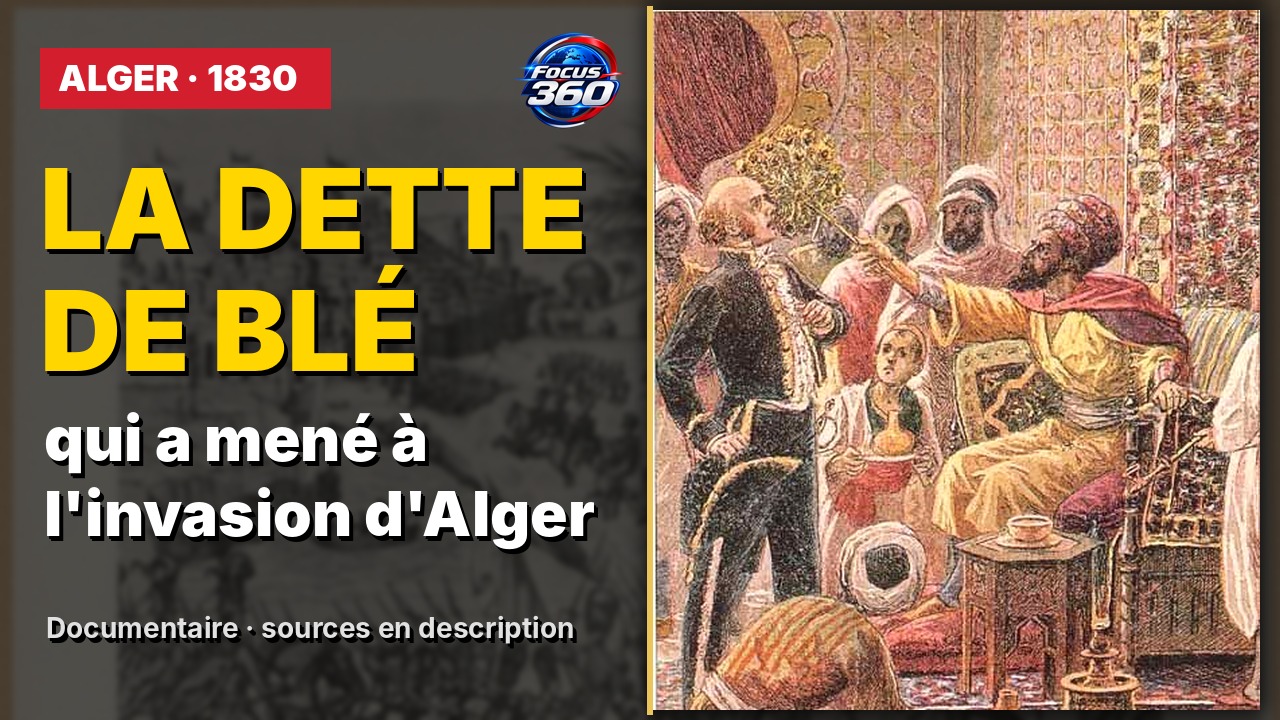 ALGER · 1830
FOCUS
360
LA DETTE
DE BLÉ
qui a mené à
l'invasion d'Alger
Documentaire · sources en description